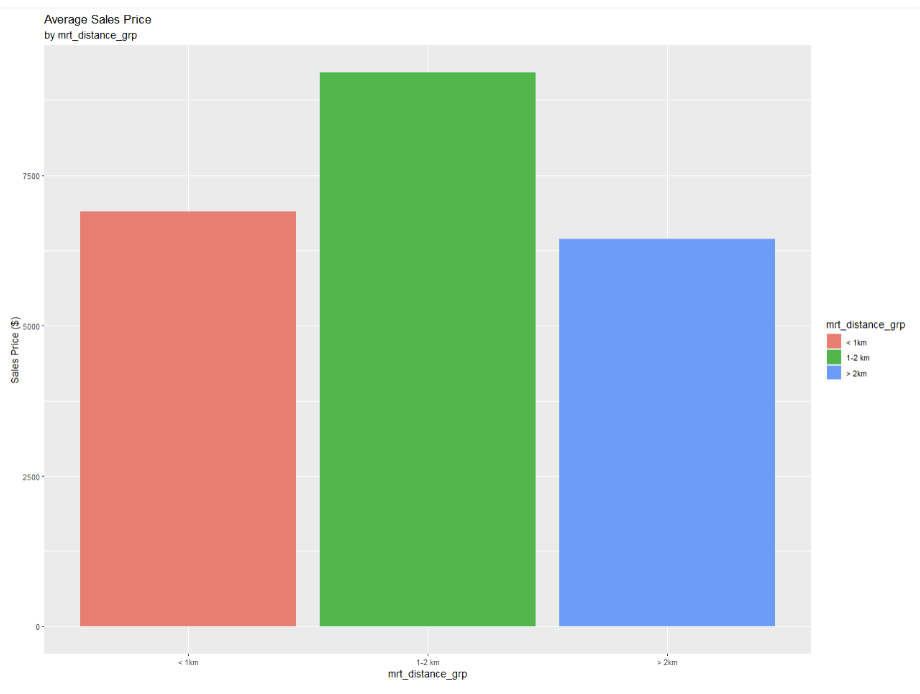 Average Sales Price
by mrt_distance_grp
7500
5000
2500
0
Sales Price ($)
< 1km
1-2 km
> 2km
mrt_distance_grp
mrt_distance_grp
< 1km
1-2 km
> 2km